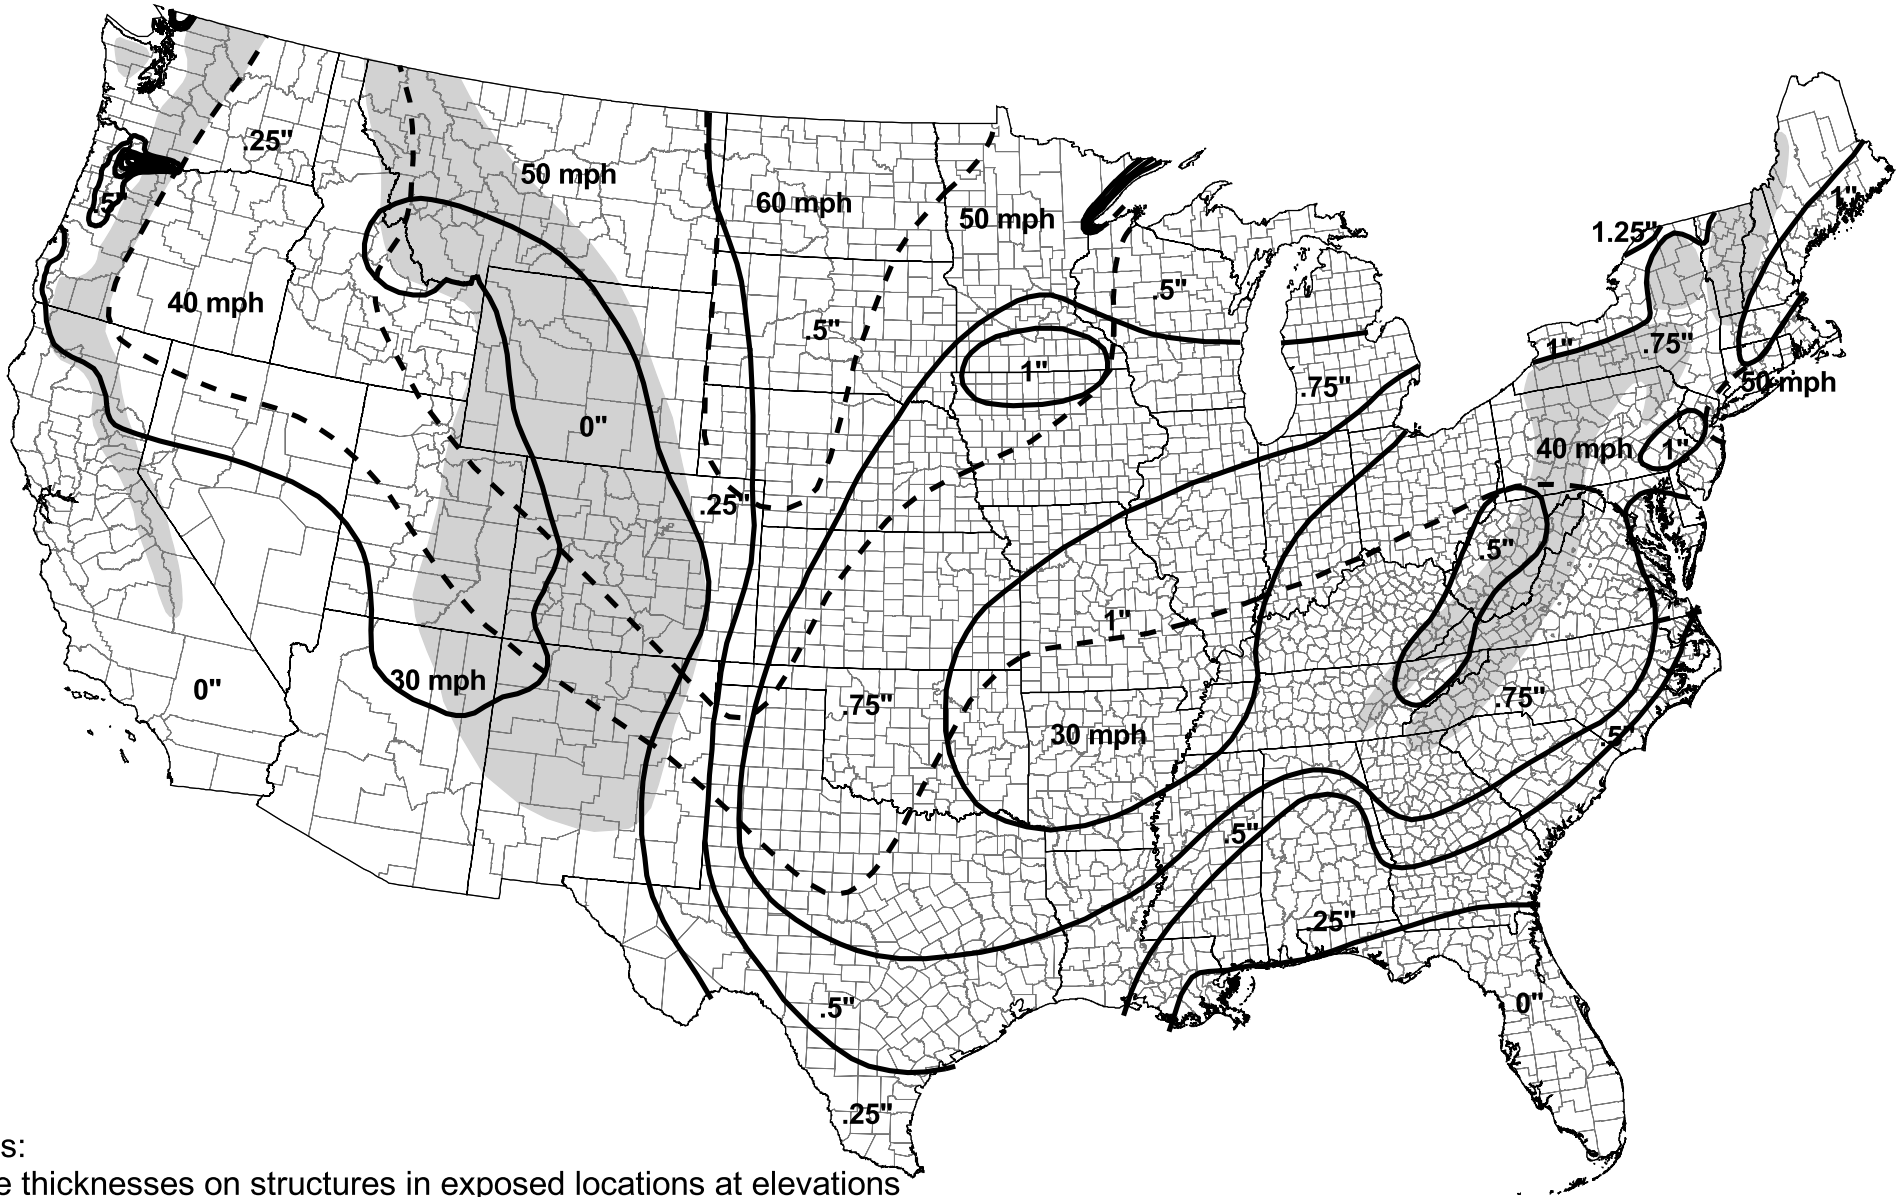 .25"
50 mph
60 mph
50 mph
1"
1.25"
.5"
.5"
40 mph
.5"
.75"
1"
1"
.75"
50 mph
0"
40 mph
1"
.25"
.5"
1"
30 mph
0"
.75"
.75"
30 mph
.5"
.5"
.25"
.5"
0"
.25"
s:
e thicknesses on structures in exposed locations at elevations